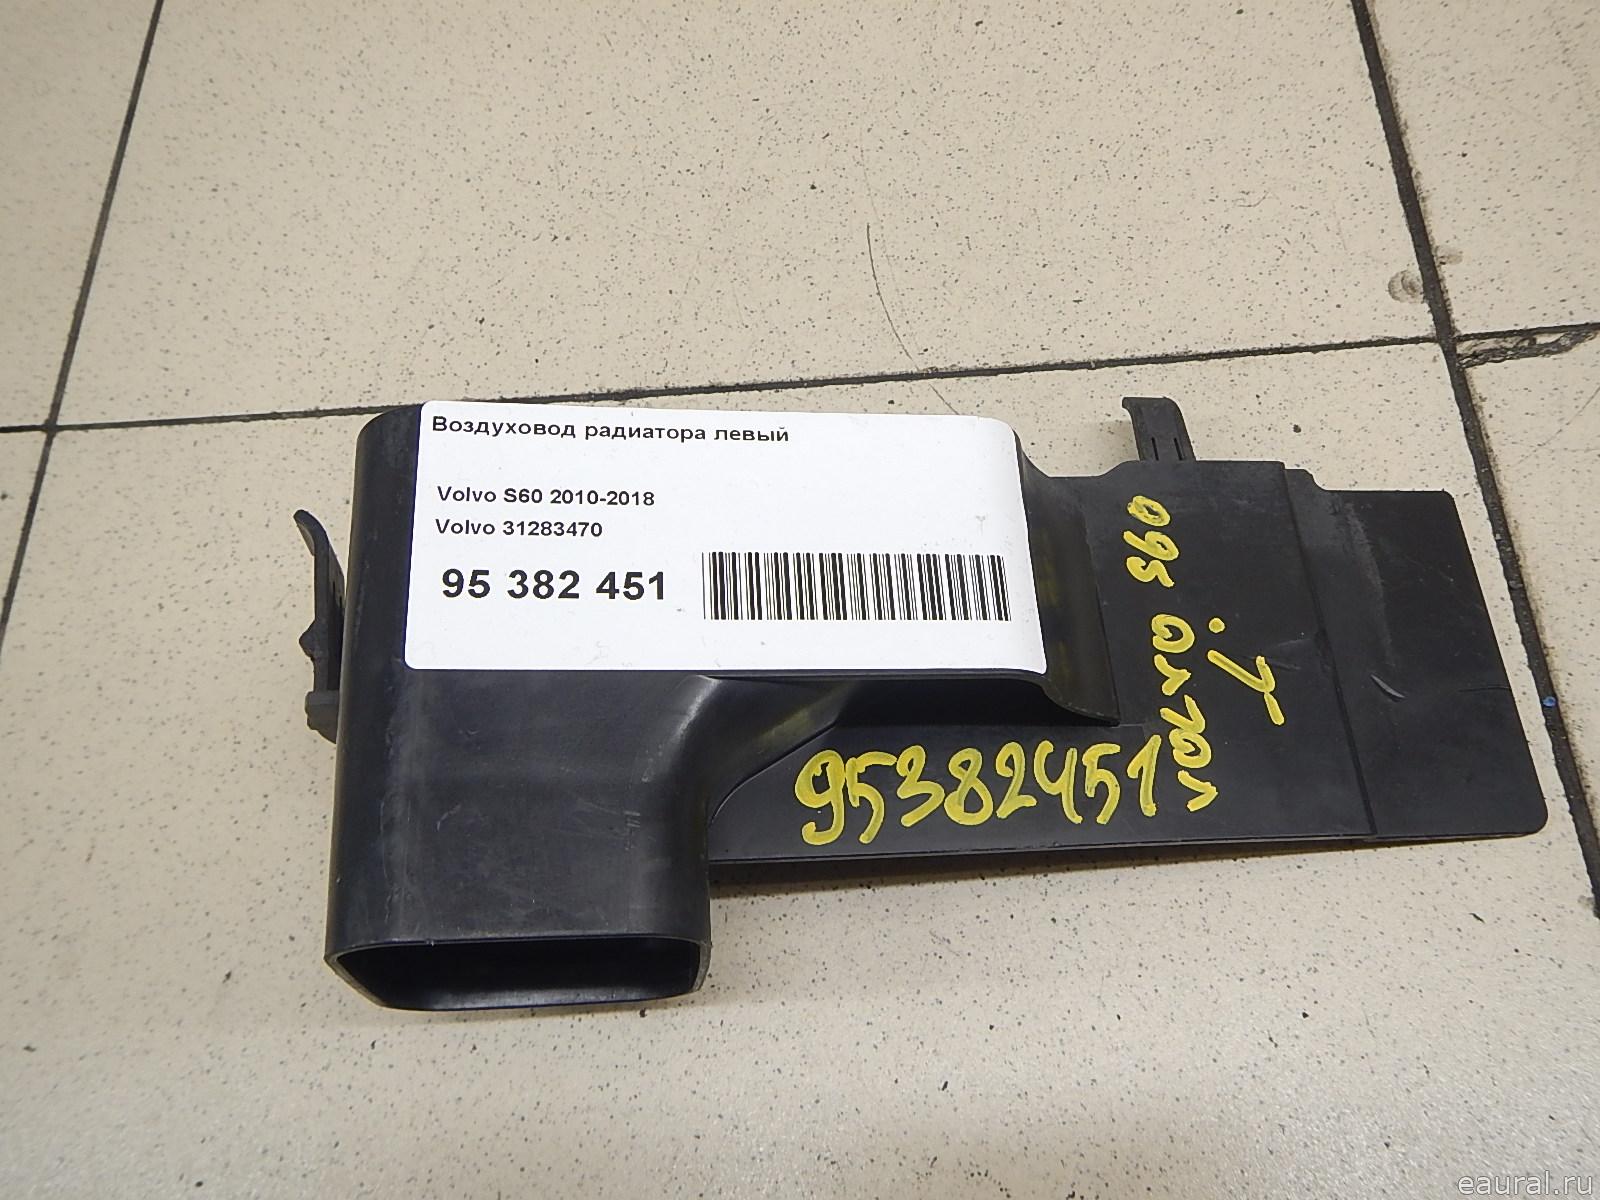 Воздуховод радиатора левый
Volvo S60 2010-2018
Volvo 31283470
95 382 451
95382451
VOLVO S60
eaural.ru